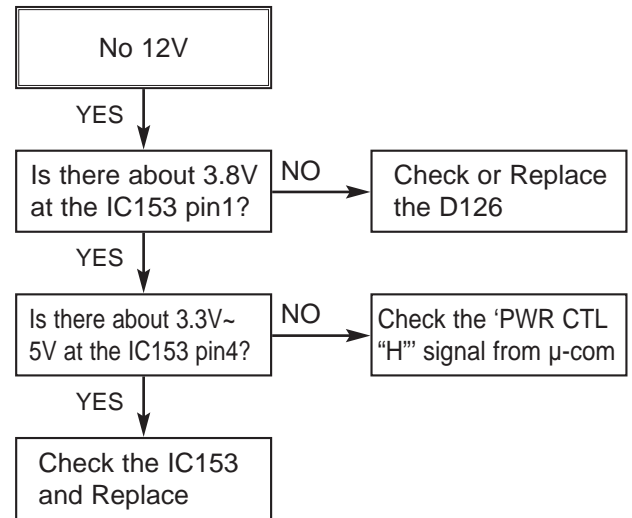 No 12V
YES
Is there about 3.8V
at the IC153 pin1?
NO
Check or Replace
the D126
YES
Is there about 3.3V~
5V at the IC153 pin4?
NO
Check the ‘PWR CTL
“H”’ signal from µ-com
YES
Check the IC153
and Replace